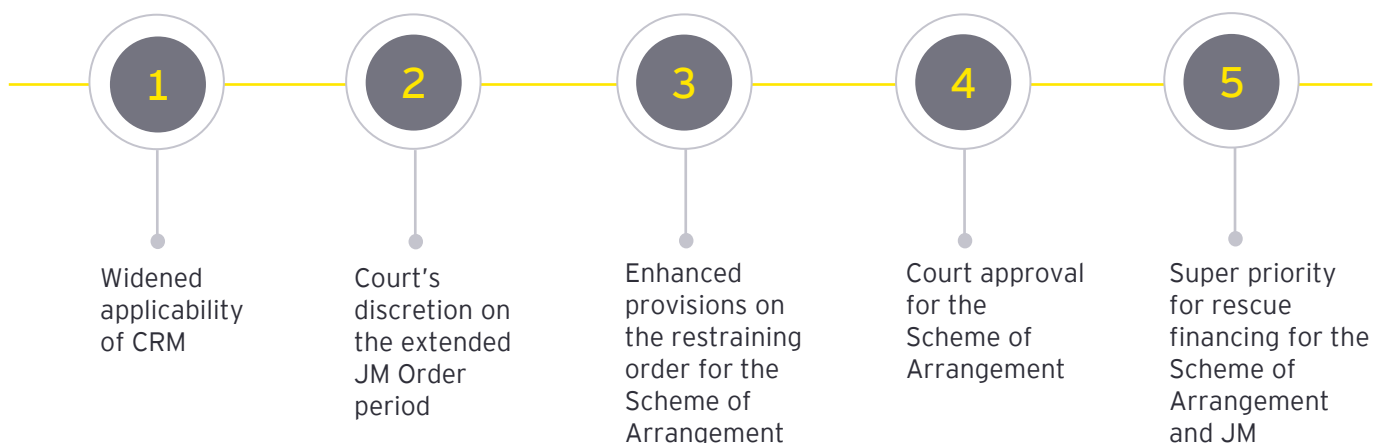 1
Widened
applicability
of CRM
2
Court's
discretion on
the extended
JM Order
period
3
Enhanced
provisions on
the restraining
order for the
Scheme of
Arrangement
4
Court approval
for the
Scheme of
Arrangement
5
Super priority
for rescue
financing for the
Scheme of
Arrangement
and JM